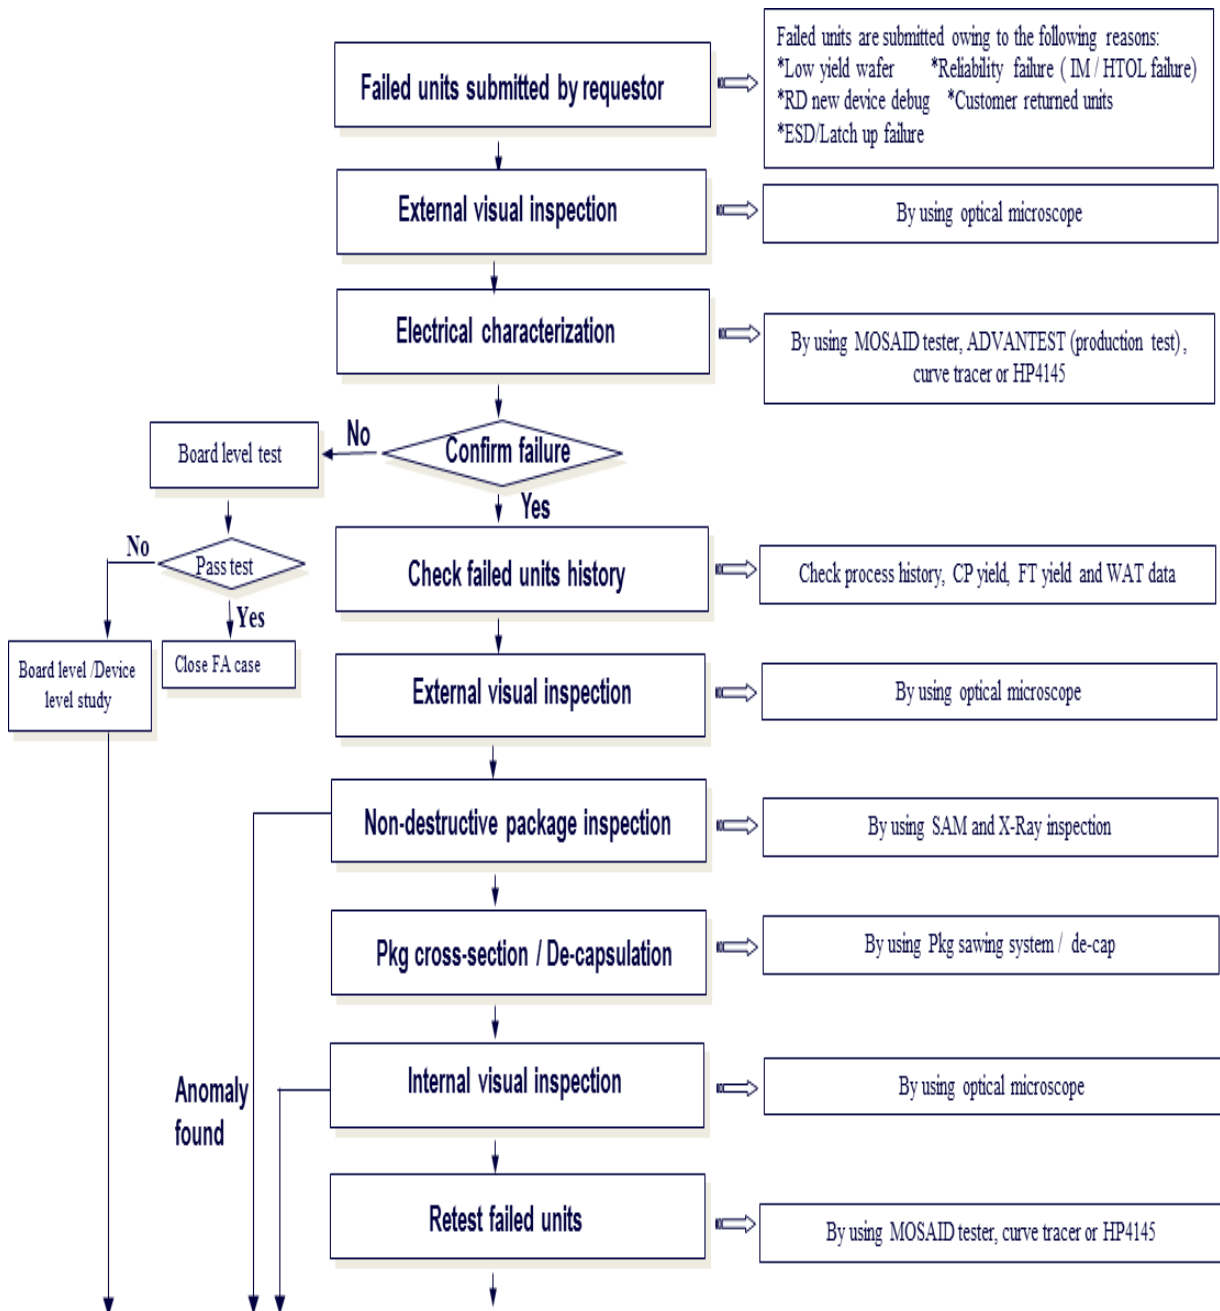 Failed units submitted by requestor
Failed units are submitted owing to the following reasons:
*Low yield wafer *Reliability failure ( IM / HTOL failure)
*RD new device debug *Customer returned units
*ESD/Latch up failure
External visual inspection
By using optical microscope
Electrical characterization
By using MOSAID tester, ADVANTEST (production test) ,
curve tracer or HP4145
Confirm failure
No
Board level test
Yes
Pass test
No
Yes
Check failed units history
Check process history, CP yield, FT yield and WAT data
Board level /Device
level study
Close FA case
External visual inspection
By using optical microscope
Non-destructive package inspection
By using SAM and X-Ray inspection
Pkg cross-section / De-capsulation
By using Pkg sawing system / de-cap
Anomaly
found
Internal visual inspection
By using optical microscope
Retest failed units
By using MOSAID tester, curve tracer or HP4145